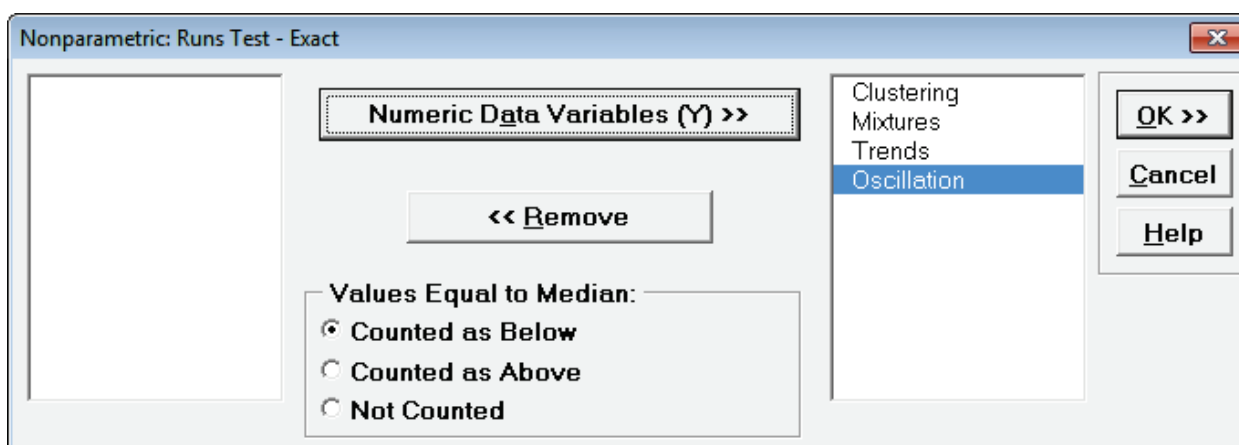 Nonparametric: Runs Test - Exact
Numeric Data Variables (Y) >>
<< Remove
Values Equal to Median:
Counted as Below
Counted as Above
Not Counted
Clustering
Mixtures
Trends
Oscillation
OK >>
Cancel
Help